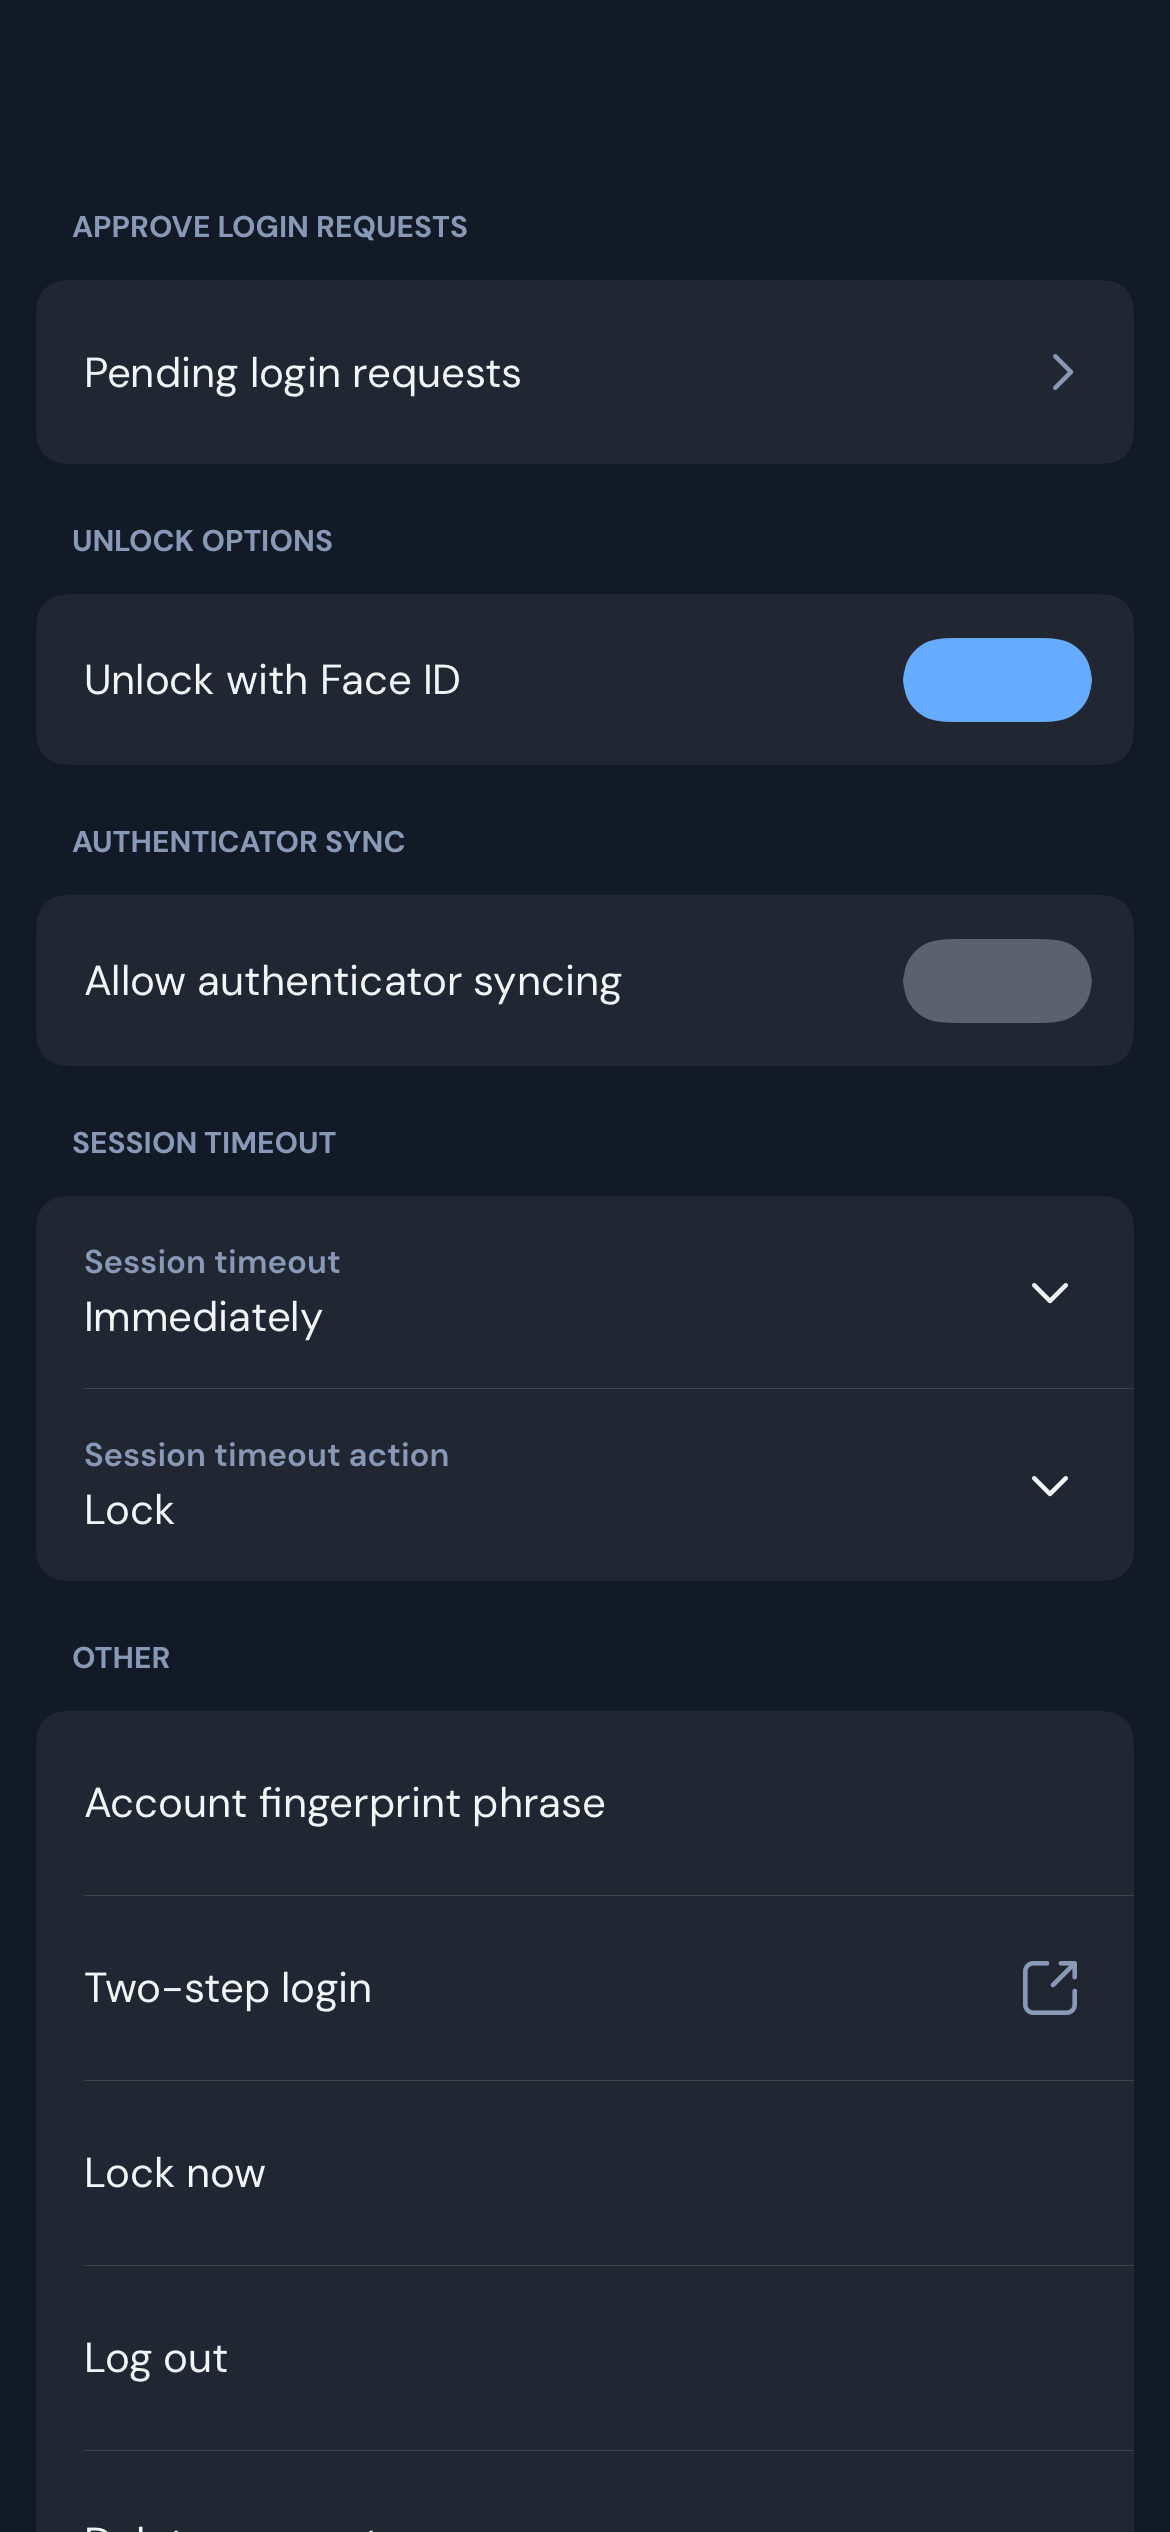 APPROVE LOGIN REQUESTS
Pending login requests
UNLOCK OPTIONS
Unlock with Face ID
AUTHENTICATOR SYNC
Allow authenticator syncing
SESSION TIMEOUT
Session timeout
Immediately
Session timeout action
Lock
OTHER
Account fingerprint phrase
Two-step login
Lock now
Log out